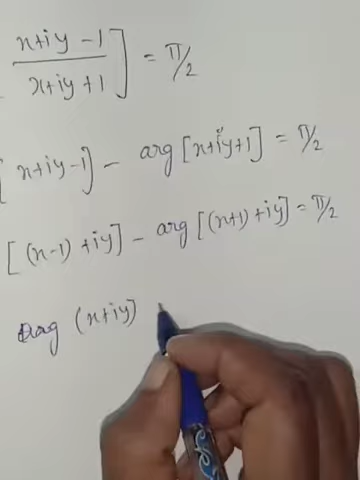 x+iy-1 / x+iy+1 ] = π/2
[ x+iy-1] - arg [x+iy+1] = π/2
[ (x-1) + iy] - arg [(x+1) + iy] = π/2
arg (x+iy]